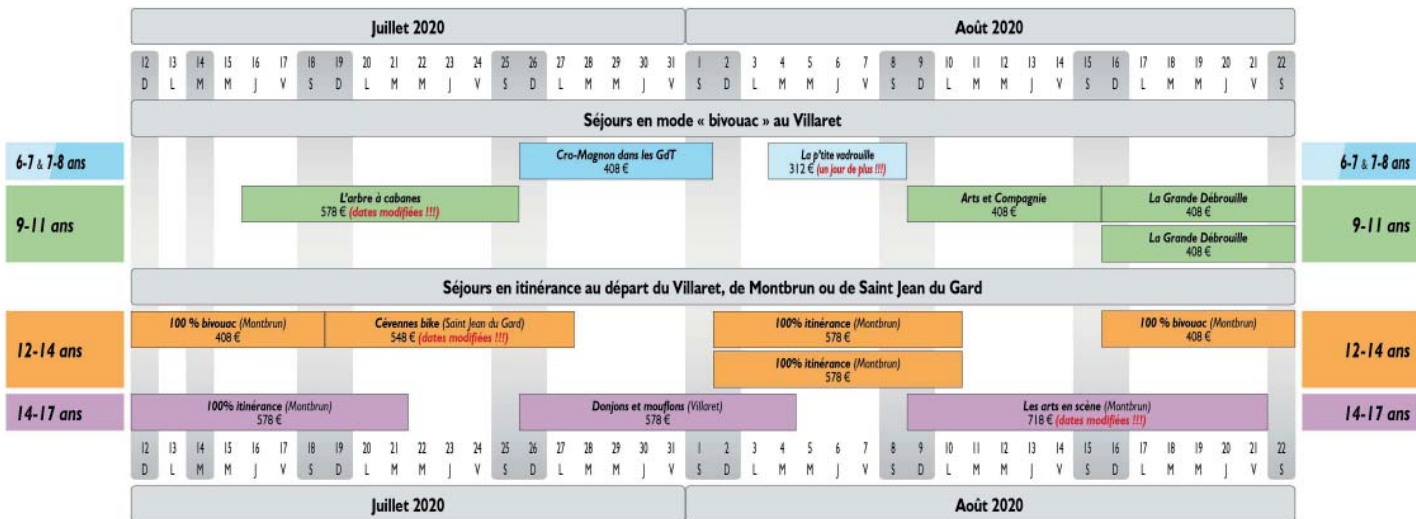 Juillet 2020 Août 2020
12 13 14 15 16 17 18 19 20 21 22 23 24 25 26 27 28 29 30 31 1 2 3 4 5 6 7 8 9 10 11 12 13 14 15 16 17 18 19 20 21 22
D L M M J V S D L M M J V S D L M M J V S D L M M J V S D L M M J V S D L M M J V S
Séjours en mode « bivouac » au Villaret
6-7 & 7-8 ans
Cro-Magnon dans les GdT
408 €
La p'tite vadrouille
312 € (un jour de plus !!!)
6-7 & 7-8 ans
9-11 ans
L'arbre à cabanes
578 € (dates modifiées !!!)
Arts et Compagnie
408 €
La Grande Débrouille
408 €
La Grande Débrouille
408 €
9-11 ans
Séjours en itinérance au départ du Villaret, de Montbrun ou de Saint Jean du Gard
12-14 ans
100 % bivouac (Montbrun)
408 €
Cévennes bike (Saint Jean du Gard)
548 € (dates modifiées !!!)
100% itinérance (Montbrun)
578 €
100% itinérance (Montbrun)
578 €
100 % bivouac (Montbrun)
408 €
12-14 ans
14-17 ans
100% itinérance (Montbrun)
578 €
Donjons et mouflons (Villaret)
578 €
Les arts en scène (Montbrun)
718 € (dates modifiées !!!)
14-17 ans
12 13 14 15 16 17 18 19 20 21 22 23 24 25 26 27 28 29 30 31 1 2 3 4 5 6 7 8 9 10 11 12 13 14 15 16 17 18 19 20 21 22
D L M M J V S D L M M J V S D L M M J V S D L M M J V S D L M M J V S D L M M J V S
Juillet 2020 Août 2020